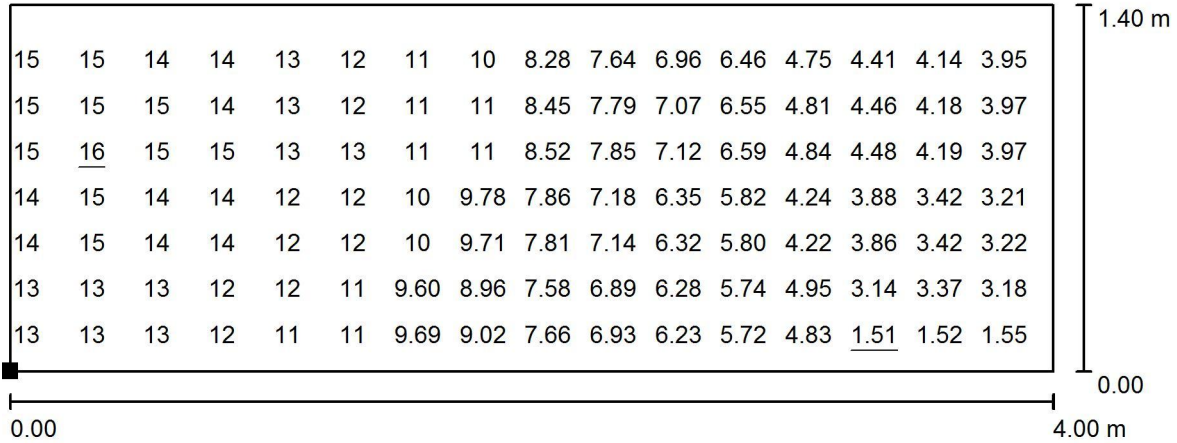 1.40 m
15 15 14 14 13 12 11 10 8.28 7.64 6.96 6.46 4.75 4.41 4.14 3.95
15 15 15 14 13 12 11 11 8.45 7.79 7.07 6.55 4.81 4.46 4.18 3.97
15 16 15 15 13 13 11 11 8.52 7.85 7.12 6.59 4.84 4.48 4.19 3.97
14 15 14 14 12 12 10 9.78 7.86 7.18 6.35 5.82 4.24 3.88 3.42 3.21
14 15 14 14 12 12 10 9.71 7.81 7.14 6.32 5.80 4.22 3.86 3.42 3.22
13 13 13 12 12 11 9.60 8.96 7.58 6.89 6.28 5.74 4.95 3.14 3.37 3.18
13 13 13 12 11 11 9.69 9.02 7.66 6.93 6.23 5.72 4.83 1.51 1.52 1.55
0.00
0.00 4.00 m